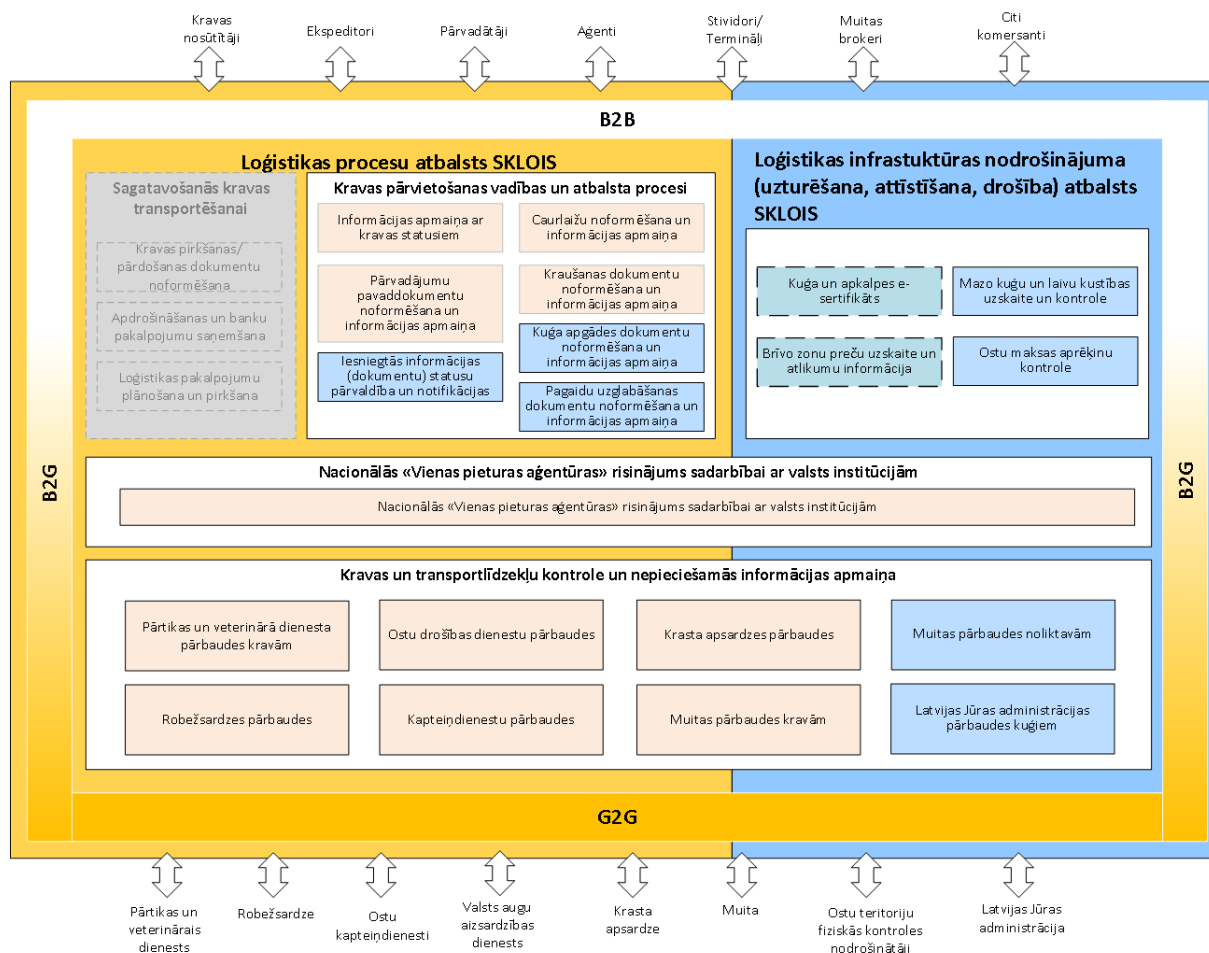 Kravas
nosūtītāji
Ekspeditori
Pārvadātāji
Aģenti
Stividori/
Termināļi
Muitas
brokeri
Citi
komersanti
B2B
Loģistikas procesu atbalsts SKLOIS
Sagatavošanās kravas
transportēšanai
Kravas pirkšanas/
pārdošanas dokumentu
noformēšana
Apdrošināšanas un banku
pakalpojumu saņemšana
Loģistikas pakalpojumu
plānošana un pirkšana
Kravas pārvietošanas vadības un atbalsta procesi
Informācijas apmaiņa ar
kravas statusiem
Caurlaižu noformēšana un
informācijas apmaiņa
Pārvadājumu
pavaddokumentu
noformēšana un
informācijas apmaiņa
Kraušanas dokumentu
noformēšana un
informācijas apmaiņa
Iesniegtās informācijas
(dokumentu) statusu
pārvaldība un notifikācijas
Kuģa apgādes dokumentu
noformēšana un
informācijas apmaiņa
Pagaidu uzglabāšanas
dokumentu noformēšana un
informācijas apmaiņa
Loģistikas infrastuktūras nodrošinājuma
(uzturēšana, attīstīšana, drošība) atbalsts
SKLOIS
Kuģa un apkalpes e-
sertifikāts
Mazo kuģu un laivu kustības
uzskaite un kontrole
Brīvo zonu preču uzskaite un
atlikumu informācija
Ostu maksas aprēķinu
kontrole
B2G
B2G
Nacionālās «Vienas pieturas aģentūras» risinājums sadarbībai ar valsts institūcijām
Nacionālās «Vienas pieturas aģentūras» risinājums sadarbībai ar valsts institūcijām
Kravas un transportlīdzekļu kontrole un nepieciešamās informācijas apmaiņa
Pārtikas un veterinārā dienesta
pārbaudes kravām
Ostu drošības dienestu pārbaudes
Krasta apsardzes pārbaudes
Muitas pārbaudes noliktavām
Robežsardzes pārbaudes
Kapteiņdienestu pārbaudes
Muitas pārbaudes kravām
Latvijas Jūras administrācijas
pārbaudes kuģiem
G2G
Pārtikas un
veterinārais
dienests
Robežsardze
Ostu
kapteiņdienesti
Valsts augu
aizsardzības
dienests
Krasta
apsardze
Muita
Ostu teritoriju
fiziskās kontroles
nodrošinātāji
Latvijas Jūras
administrācija